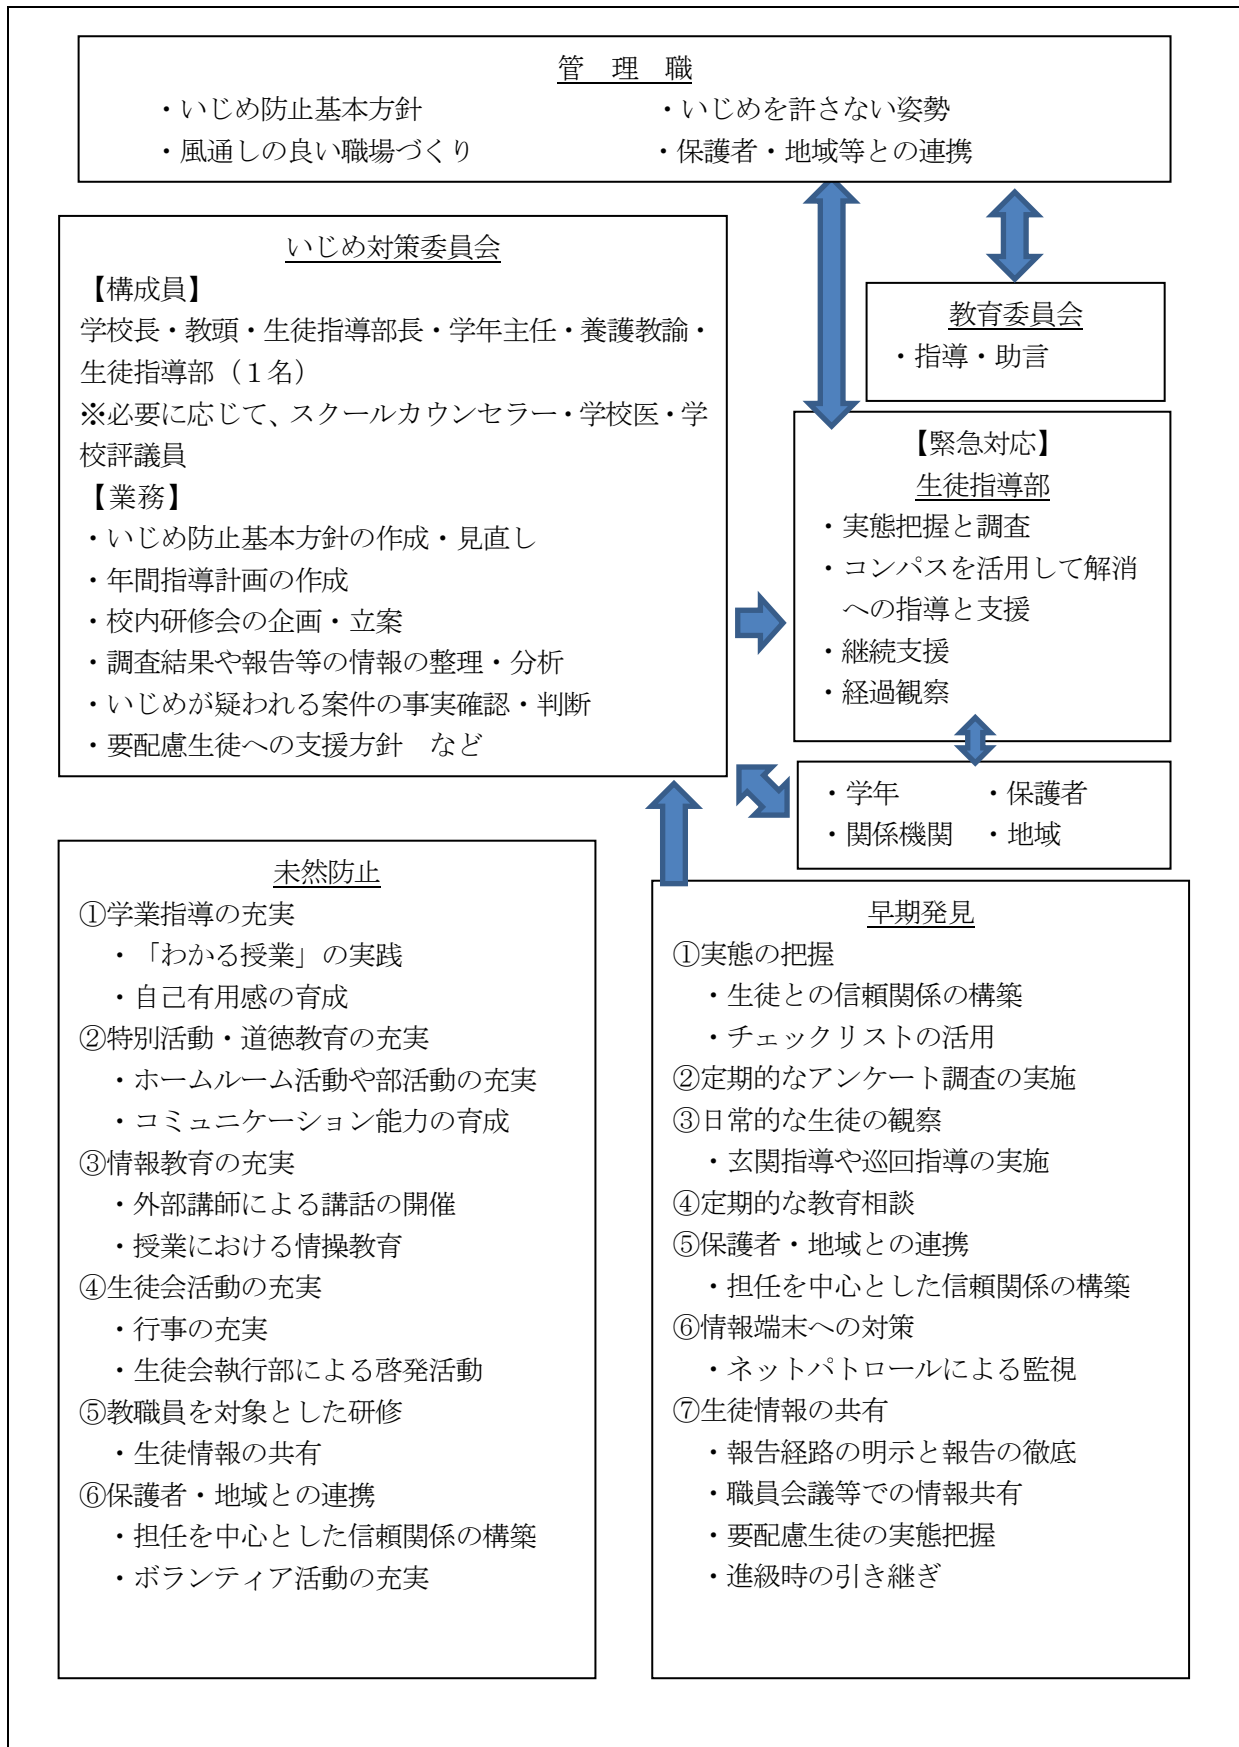 管　理　職
・いじめ防止基本方針
・いじめを許さない姿勢
・風通しの良い職場づくり
・保護者・地域等との連携
いじめ対策委員会
【構成員】
学校長・教頭・生徒指導部長・学年主任・養護教諭・
生徒指導部（１名）
※必要に応じて、スクールカウンセラー・学校医・学
校評議員
【業務】
・いじめ防止基本方針の作成・見直し
・年間指導計画の作成
・校内研修会の企画・立案
・調査結果や報告等の情報の整理・分析
・いじめが疑われる案件の事実確認・判断
・要配慮生徒への支援方針　など
教育委員会
・指導・助言
【緊急対応】
生徒指導部
・実態把握と調査
・コンパスを活用して解消
への指導と支援
・継続支援
・経過観察
・学年
・保護者
・関係機関
・地域
未然防止
①学業指導の充実
・「わかる授業」の実践
・自己有用感の育成
②特別活動・道徳教育の充実
・ホームルーム活動や部活動の充実
・コミュニケーション能力の育成
③情報教育の充実
・外部講師による講話の開催
・授業における情操教育
④生徒会活動の充実
・行事の充実
・生徒会執行部による啓発活動
⑤教職員を対象とした研修
・生徒情報の共有
⑥保護者・地域との連携
・担任を中心とした信頼関係の構築
・ボランティア活動の充実
早期発見
①実態の把握
・生徒との信頼関係の構築
・チェックリストの活用
②定期的なアンケート調査の実施
③日常的な生徒の観察
・玄関指導や巡回指導の実施
④定期的な教育相談
⑤保護者・地域との連携
・担任を中心とした信頼関係の構築
⑥情報端末への対策
・ネットパトロールによる監視
⑦生徒情報の共有
・報告経路の明示と報告の徹底
・職員会議等での情報共有
・要配慮生徒の実態把握
・進級時の引き継ぎ